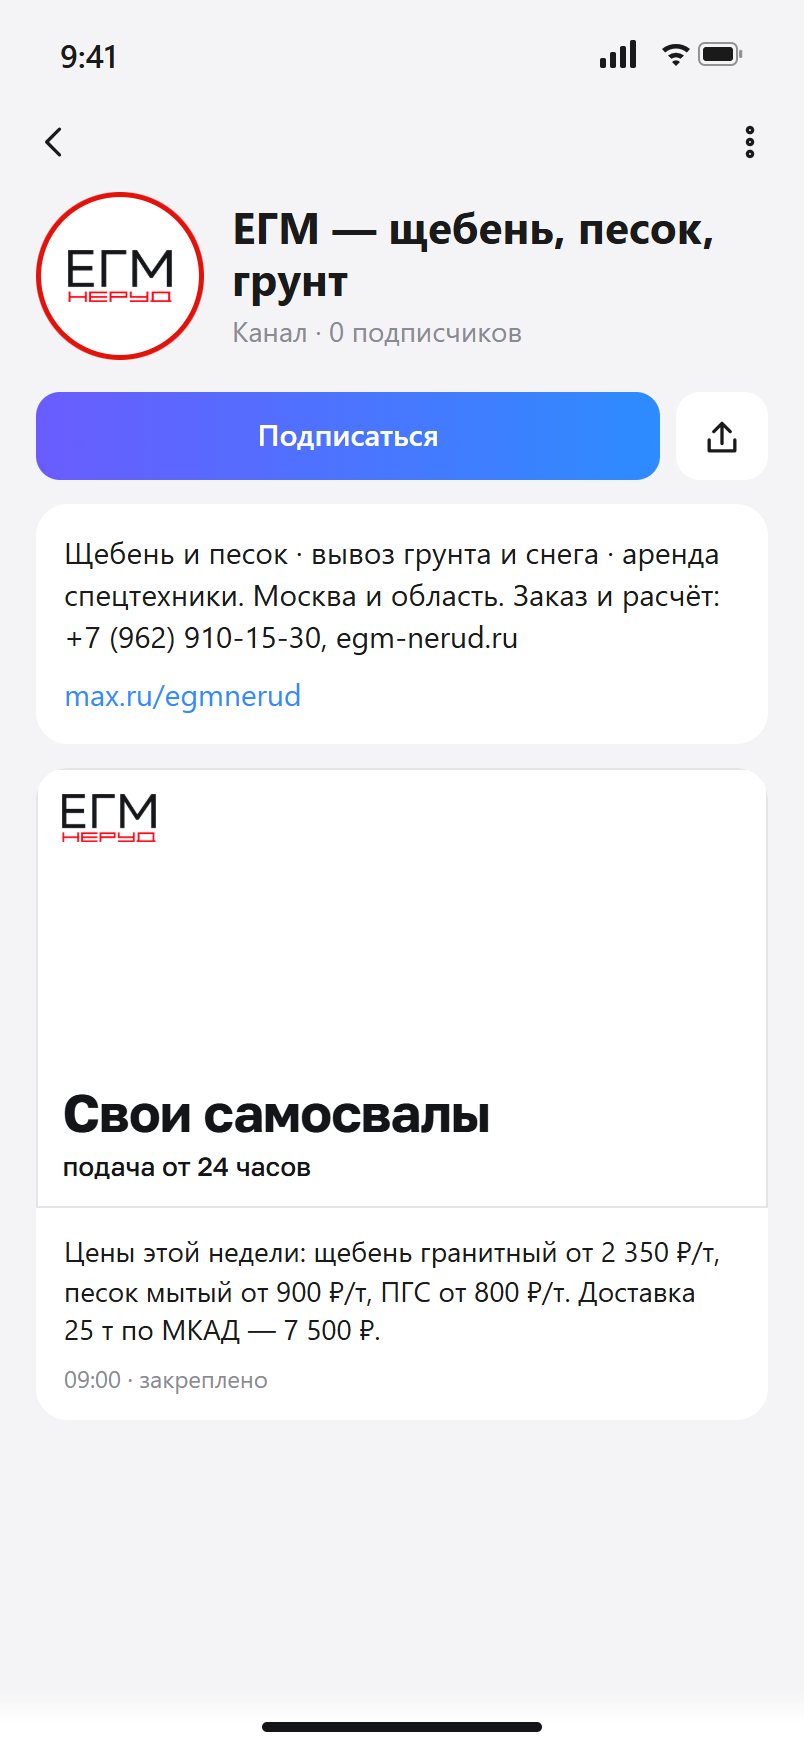 9:41
ЕГМ
НЕРУД
ЕГМ — щебень, песок,
грунт
Канал · 0 подписчиков
Подписаться
Щебень и песок · вывоз грунта и снега · аренда
спецтехники. Москва и область. Заказ и расчёт:
+7 (962) 910-15-30, egm-nerud.ru
max.ru/egmnerud
ЕГМ
НЕРУД
Свои самосвалы
подача от 24 часов
Цены этой недели: щебень гранитный от 2 350 ₽/т,
песок мытый от 900 ₽/т, ПГС от 800 ₽/т. Доставка
25 т по МКАД — 7 500 ₽.
09:00 · закреплено